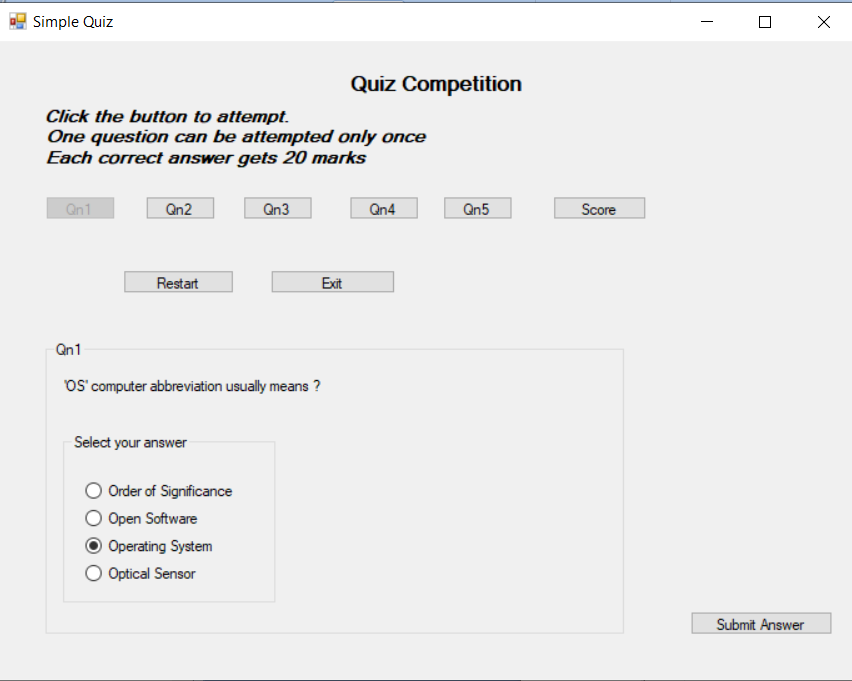 Simple Quiz
Quiz Competition
Click the button to attempt.
One question can be attempted only once
Each correct answer gets 20 marks
Qn1 Qn2 Qn3 Qn4 Qn5 Score
Restart Exit
Qn1
'OS' computer abbreviation usually means ?
Select your answer
Order of Significance
Open Software
Operating System
Optical Sensor
Submit Answer